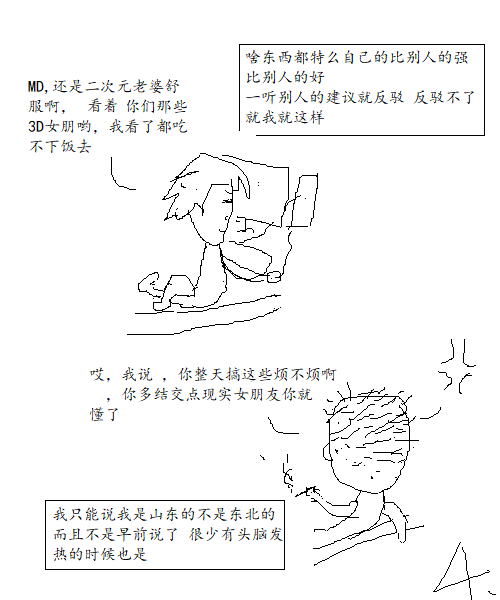 啥东西都特么自己的比别人的强
比别人的好
一听别人的建议就反驳 反驳不了
就我就这样
MD,还是二次元老婆舒
服啊, 看着 你们那些
3D女朋哟, 我看了都吃
不下饭去
哎, 我说 , 你整天搞这些烦不烦啊
, 你多结交点现实女朋友你就
懂了
我只能说我是山东的不是东北的
而且不是早前说了 很少有头脑发
热的时候也是
4.